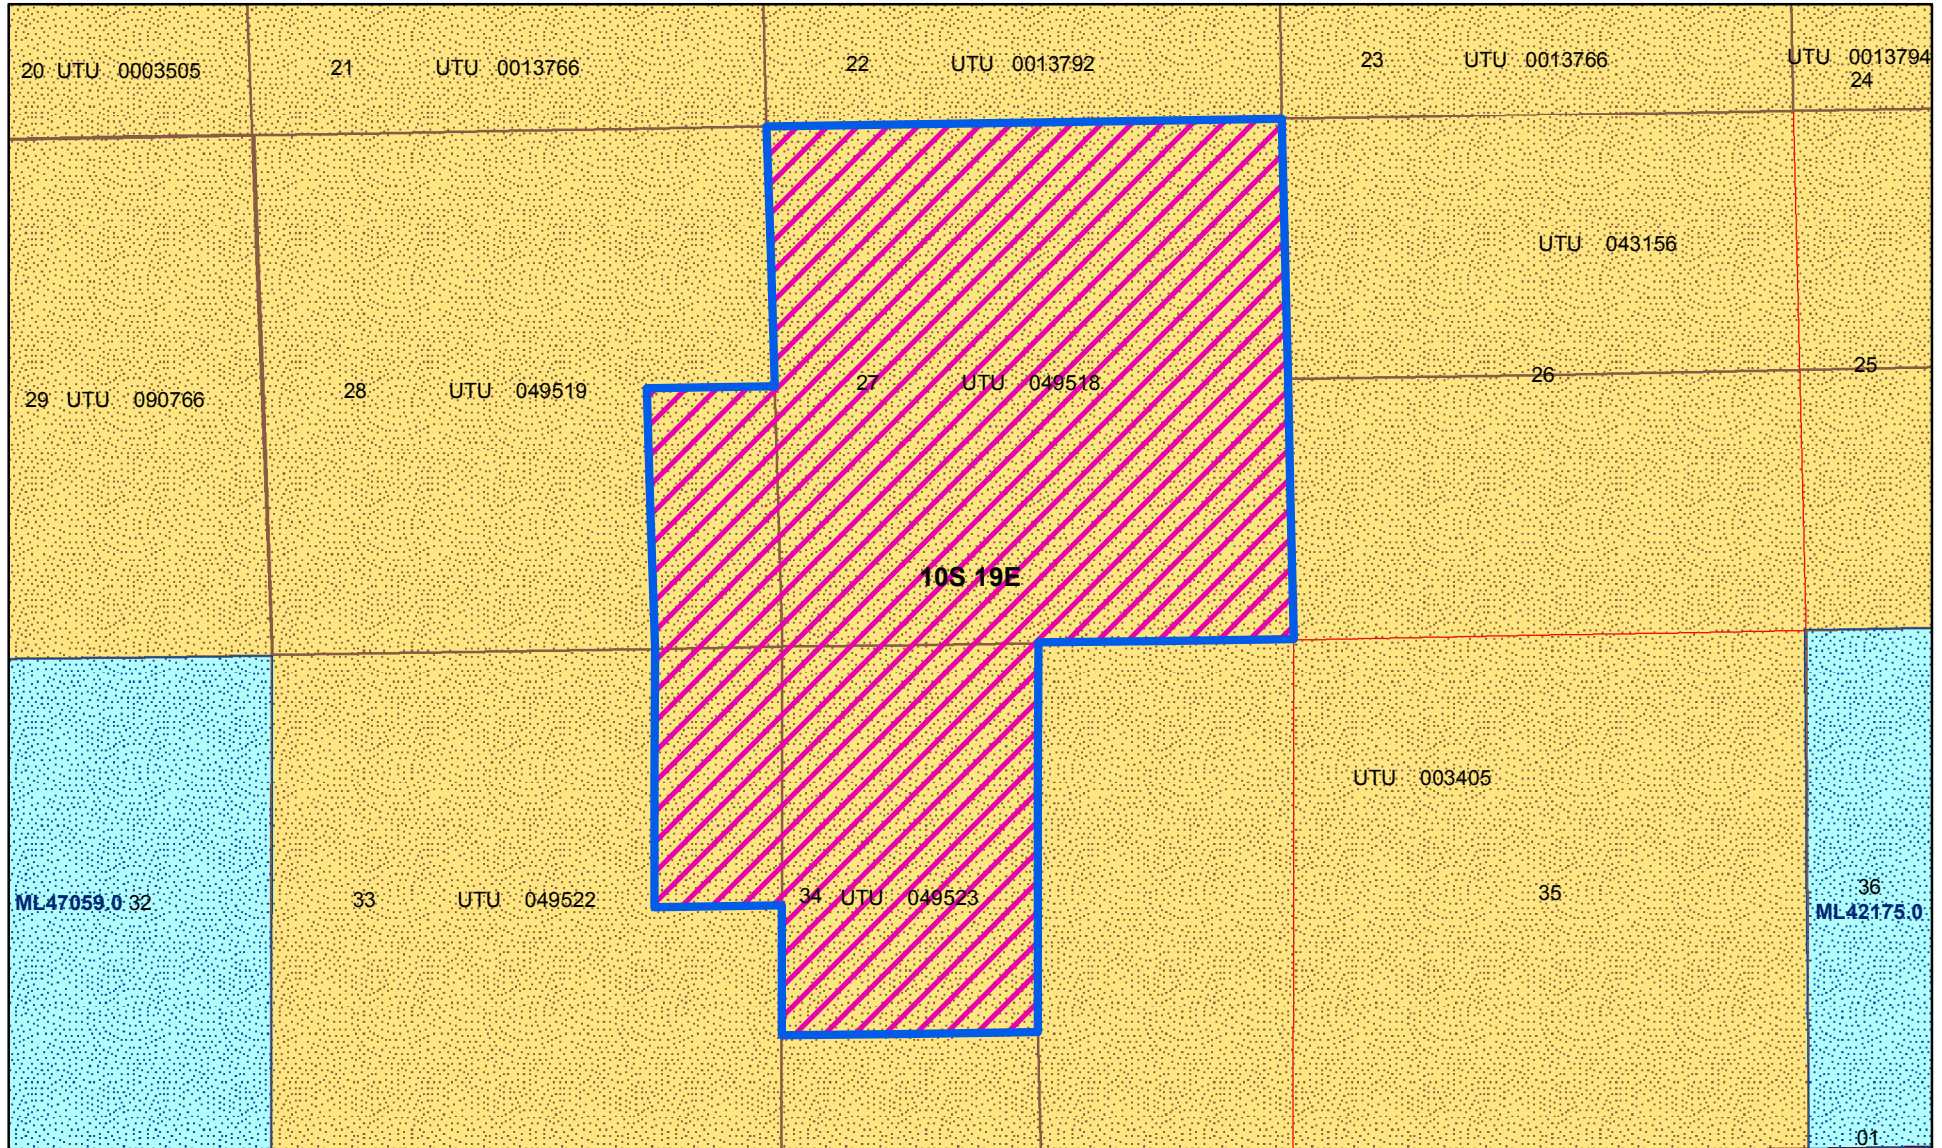 20 UTU 0003505
21 UTU 0013766
22 UTU 0013792
23 UTU 0013766
UTU 0013794
24
UTU 043156
29 UTU 090766
28 UTU 049519
27 UTU 049518
26
25
10S 19E
UTU 003405
ML47059.0 32
33 UTU 049522
34 UTU 049523
35
36
ML42175.0
01